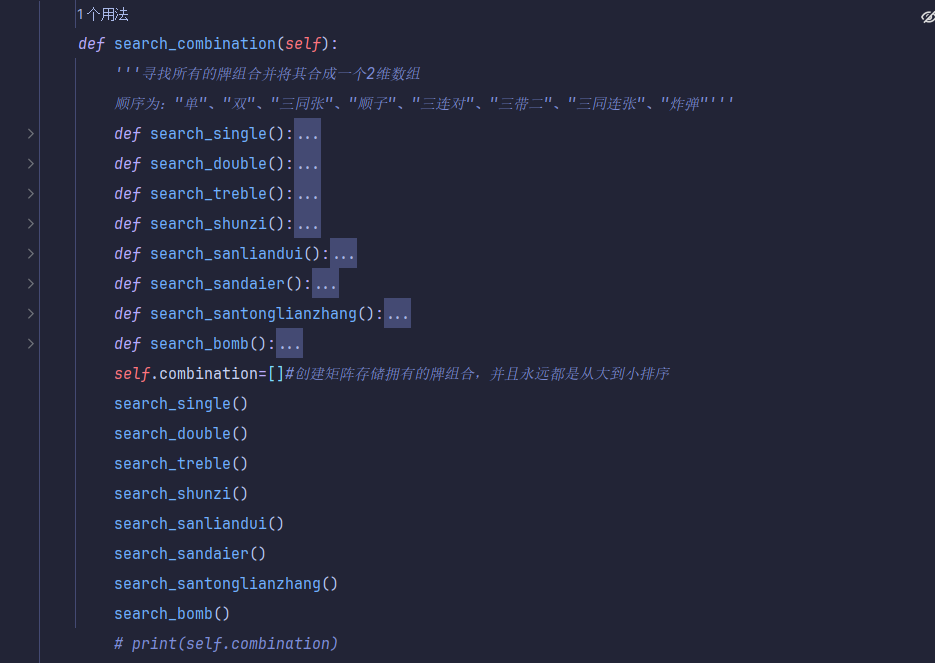 1个用法
def search_combination(self):
'''寻找所有的牌组合并将其合成一个2维数组
顺序为："单"、"双"、"三同张"、"顺子"、"三连对"、"三带二"、"三同连张"、"炸弹"'''
def search_single():...
def search_double():...
def search_treble():...
def search_shunzi():...
def search_sanliandui():...
def search_sandaier():...
def search_santonglianzhang():...
def search_bomb():...
self.combination=[]#创建矩阵存储拥有的牌组合，并且永远都是从大到小排序
search_single()
search_double()
search_treble()
search_shunzi()
search_sanliandui()
search_sandaier()
search_santonglianzhang()
search_bomb()
# print(self.combination)